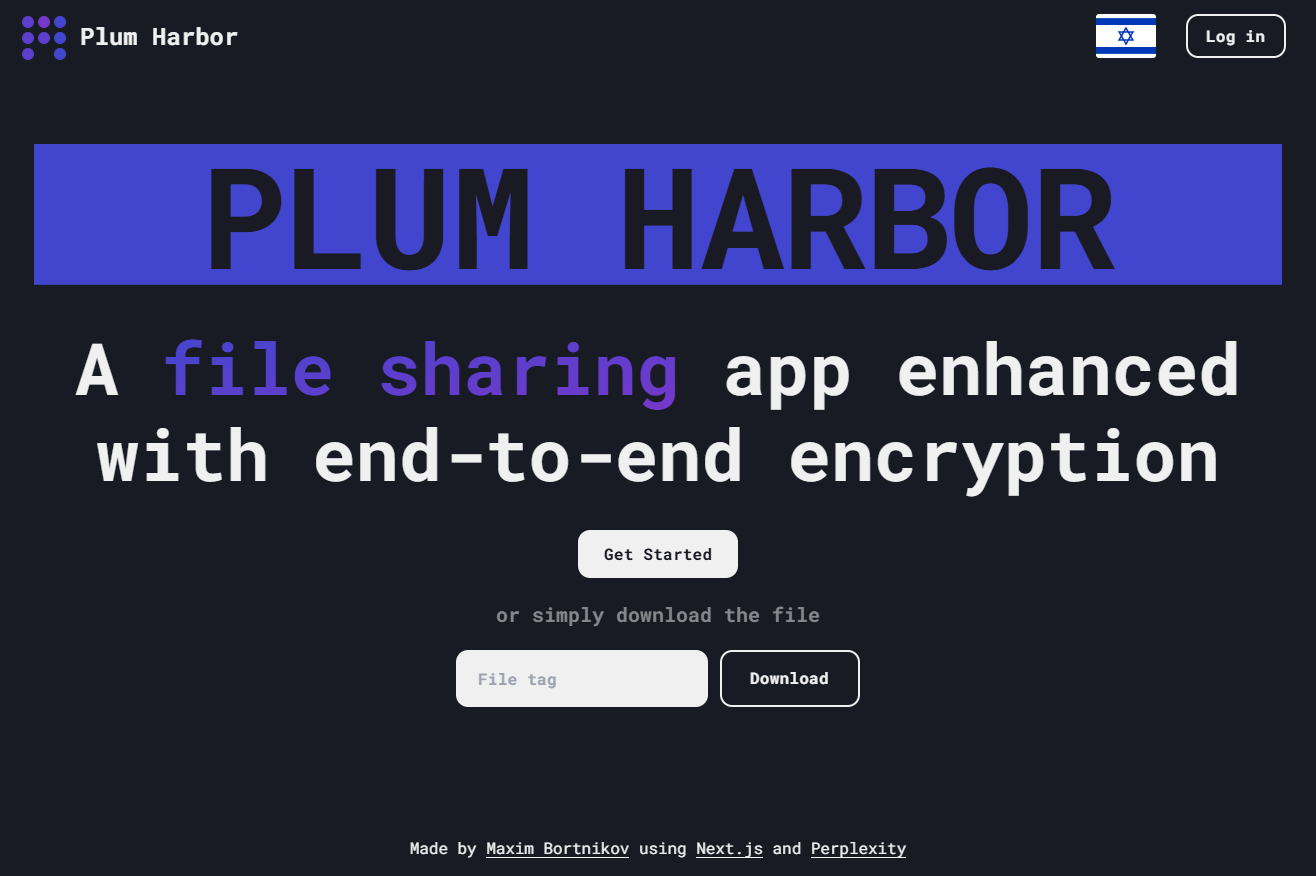 Plum Harbor
Log in
PLUM HARBOR
A file sharing app enhanced
with end-to-end encryption
Get Started
or simply download the file
File tag
Download
Made by Maxim Bortnikov using Next.js and Perplexity